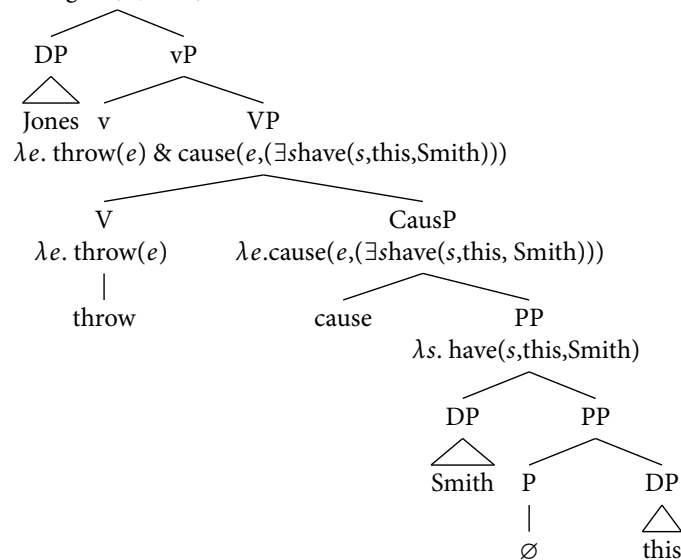 DP vP
Jones v VP
λe. throw(e) & cause(e,(∃shave(s,this,Smith)))
V CausP
λe. throw(e) λe.cause(e,(∃shave(s,this, Smith)))
throw cause PP
λs. have(s,this,Smith)
DP PP
Smith P DP
∅ this